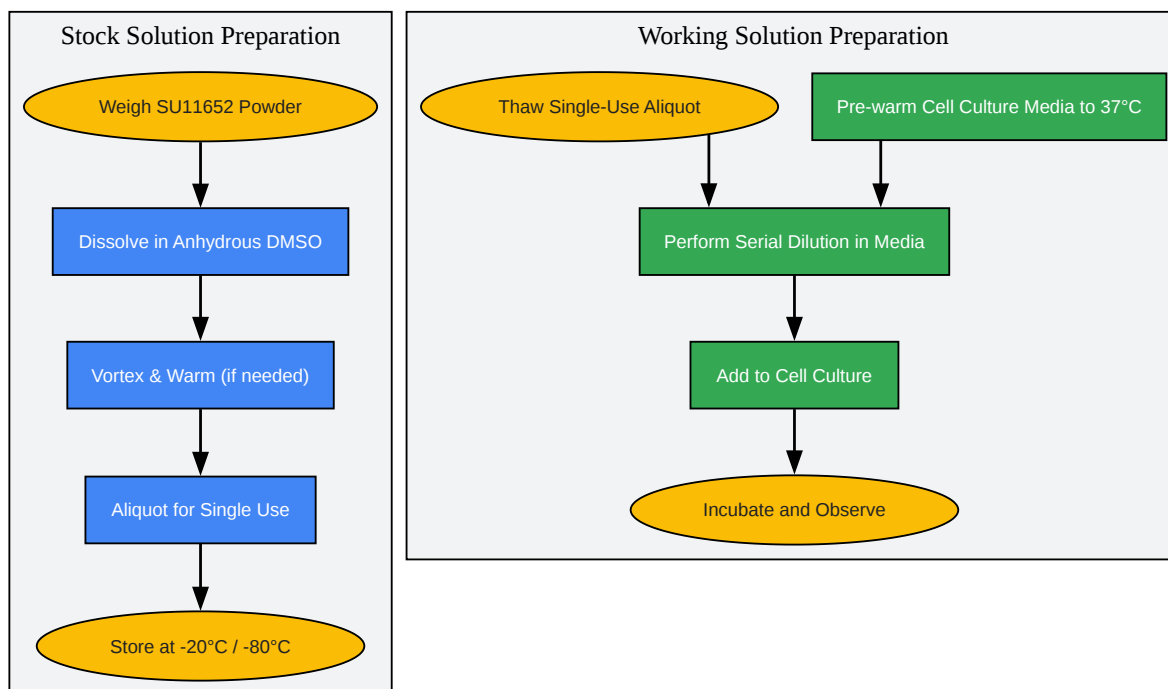 Stock Solution Preparation
Weigh SU11652 Powder
Dissolve in Anhydrous DMSO
Vortex & Warm (if needed)
Aliquot for Single Use
Store at -20°C / -80°C
Working Solution Preparation
Thaw Single-Use Aliquot
Pre-warm Cell Culture Media to 37°C
Perform Serial Dilution in Media
Add to Cell Culture
Incubate and Observe